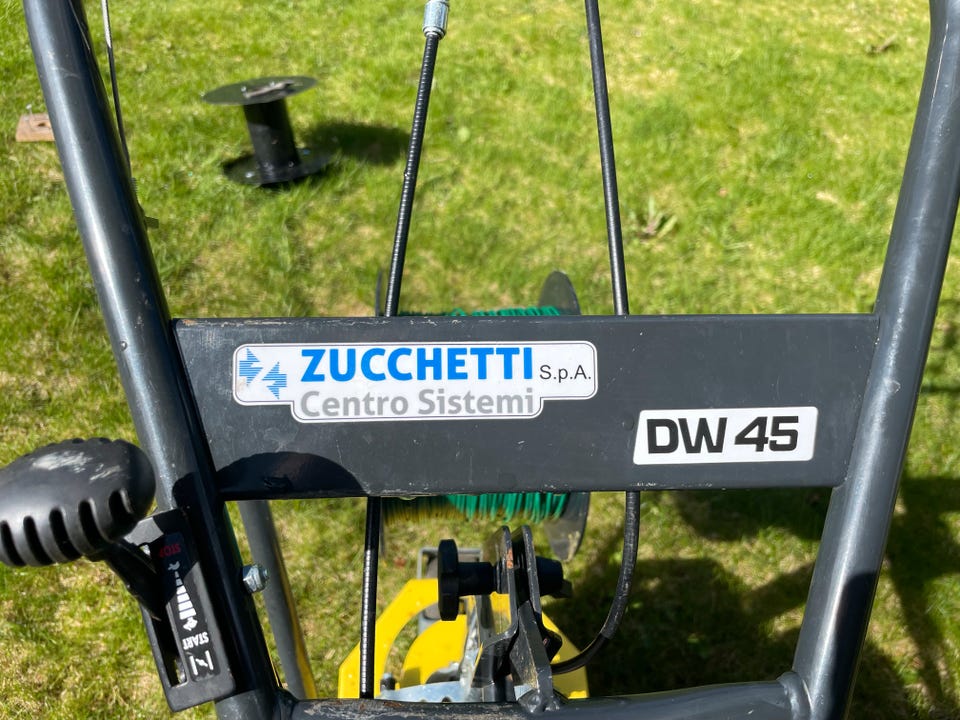 ZUCCHETTI S.p.A.
Centro Sistemi
DW 45
STOP
START